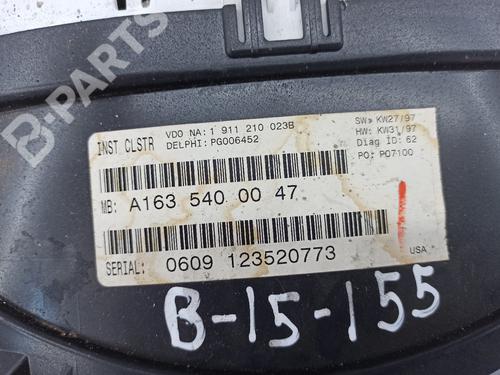 B-PARTS
INST CLSTR
VDO NA: 1 911 210 023B
DELPHI: PG006452
SW: KW27/97
HW: KW31/97
Diag ID: 62
PO: P07100
MB: A163 540 00 47
SERIAL: 0609 123520773
USA
B-15-155